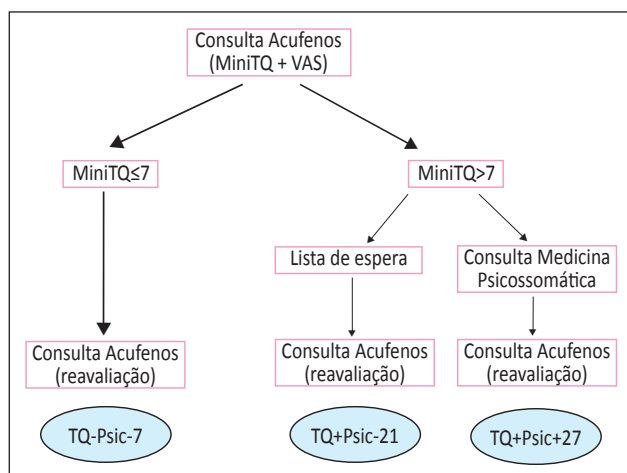 Consulta Acufenos
(MiniTQ + VAS)
MiniTQ≤7
MiniTQ>7
Lista de espera
Consulta Medicina
Psicossomática
Consulta Acufenos
(reavaliação)
Consulta Acufenos
(reavaliação)
Consulta Acufenos
(reavaliação)
TQ-Psic-7
TQ+Psic-21
TQ+Psic+27